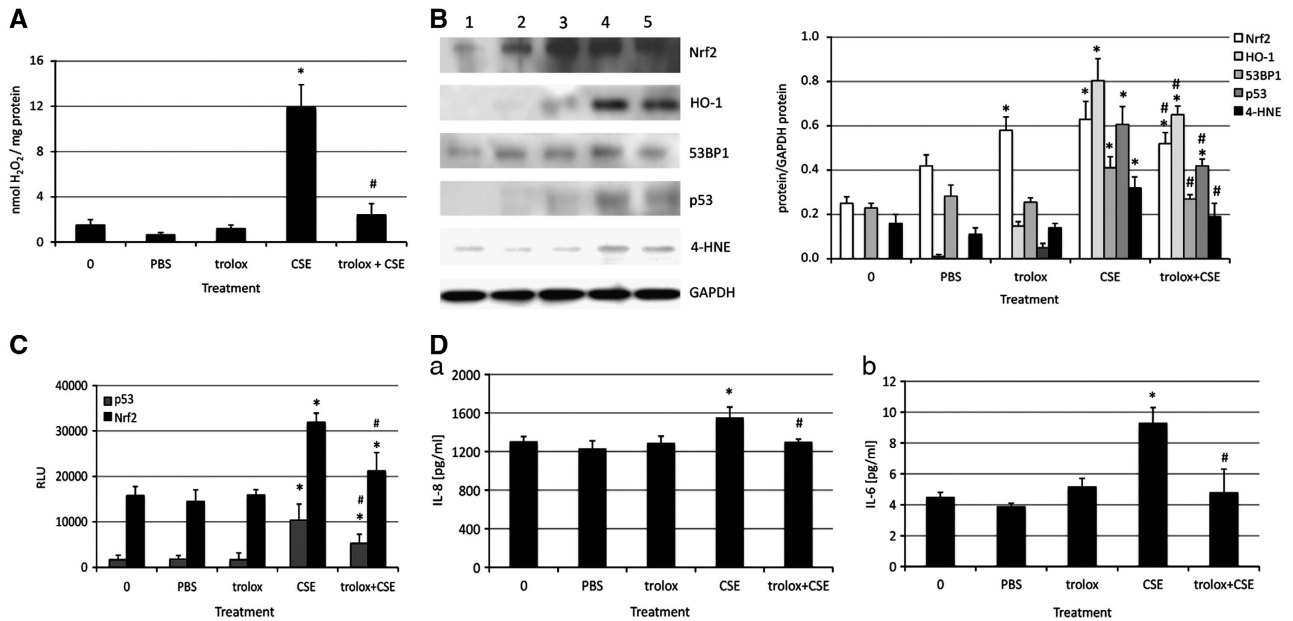 A
nmol H₂O₂/ mg protein
16
12
8
4
0
*
#
0 PBS trolox CSE trolox + CSE
Treatment
B
1 2 3 4 5
Nrf2
HO-1
53BP1
p53
4-HNE
GAPDH
protein/GAPDH protein
1.0
0.8
0.6
0.4
0.2
0.0
*
* * * * *
# * # * # # * #
0 PBS trolox CSE trolox+CSE
Treatment
Nrf2
HO-1
53BP1
p53
4-HNE
C
RLU
40000
30000
20000
10000
0
p53
Nrf2
* *
# * # *
0 PBS trolox CSE trolox+CSE
Treatment
D
a
IL-8 [pg/ml]
2000
1600
1200
800
400
0
*
#
0 PBS trolox CSE trolox+CSE
Treatment
b
IL-6 [pg/ml]
12
10
8
6
4
2
0
*
#
0 PBS trolox CSE trolox+CSE
Treatment